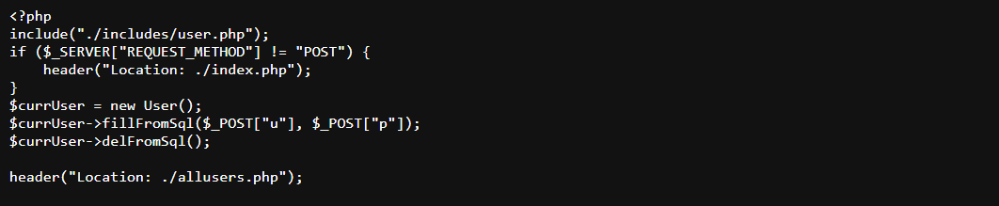 <?php
include("./includes/user.php");
if ($_SERVER["REQUEST_METHOD"] != "POST") {
    header("Location: ./index.php");
}
$currUser = new User();
$currUser->fillFromSql($_POST["u"], $_POST["p"]);
$currUser->delFromSql();

header("Location: ./allusers.php");